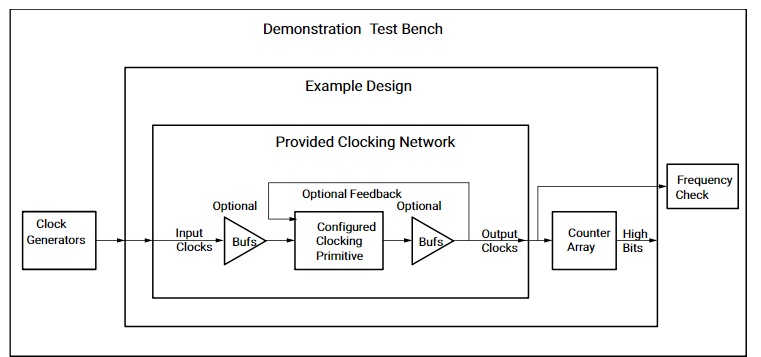 Demonstration Test Bench
Example Design
Provided Clocking Network
Frequency
Check
Optional Feedback
Optional
Optional
Clock
Generators
Input
Clocks
Bufs
Configured
Clocking
Primitive
Bufs
Output
Clocks
Counter
Array
High
Bits